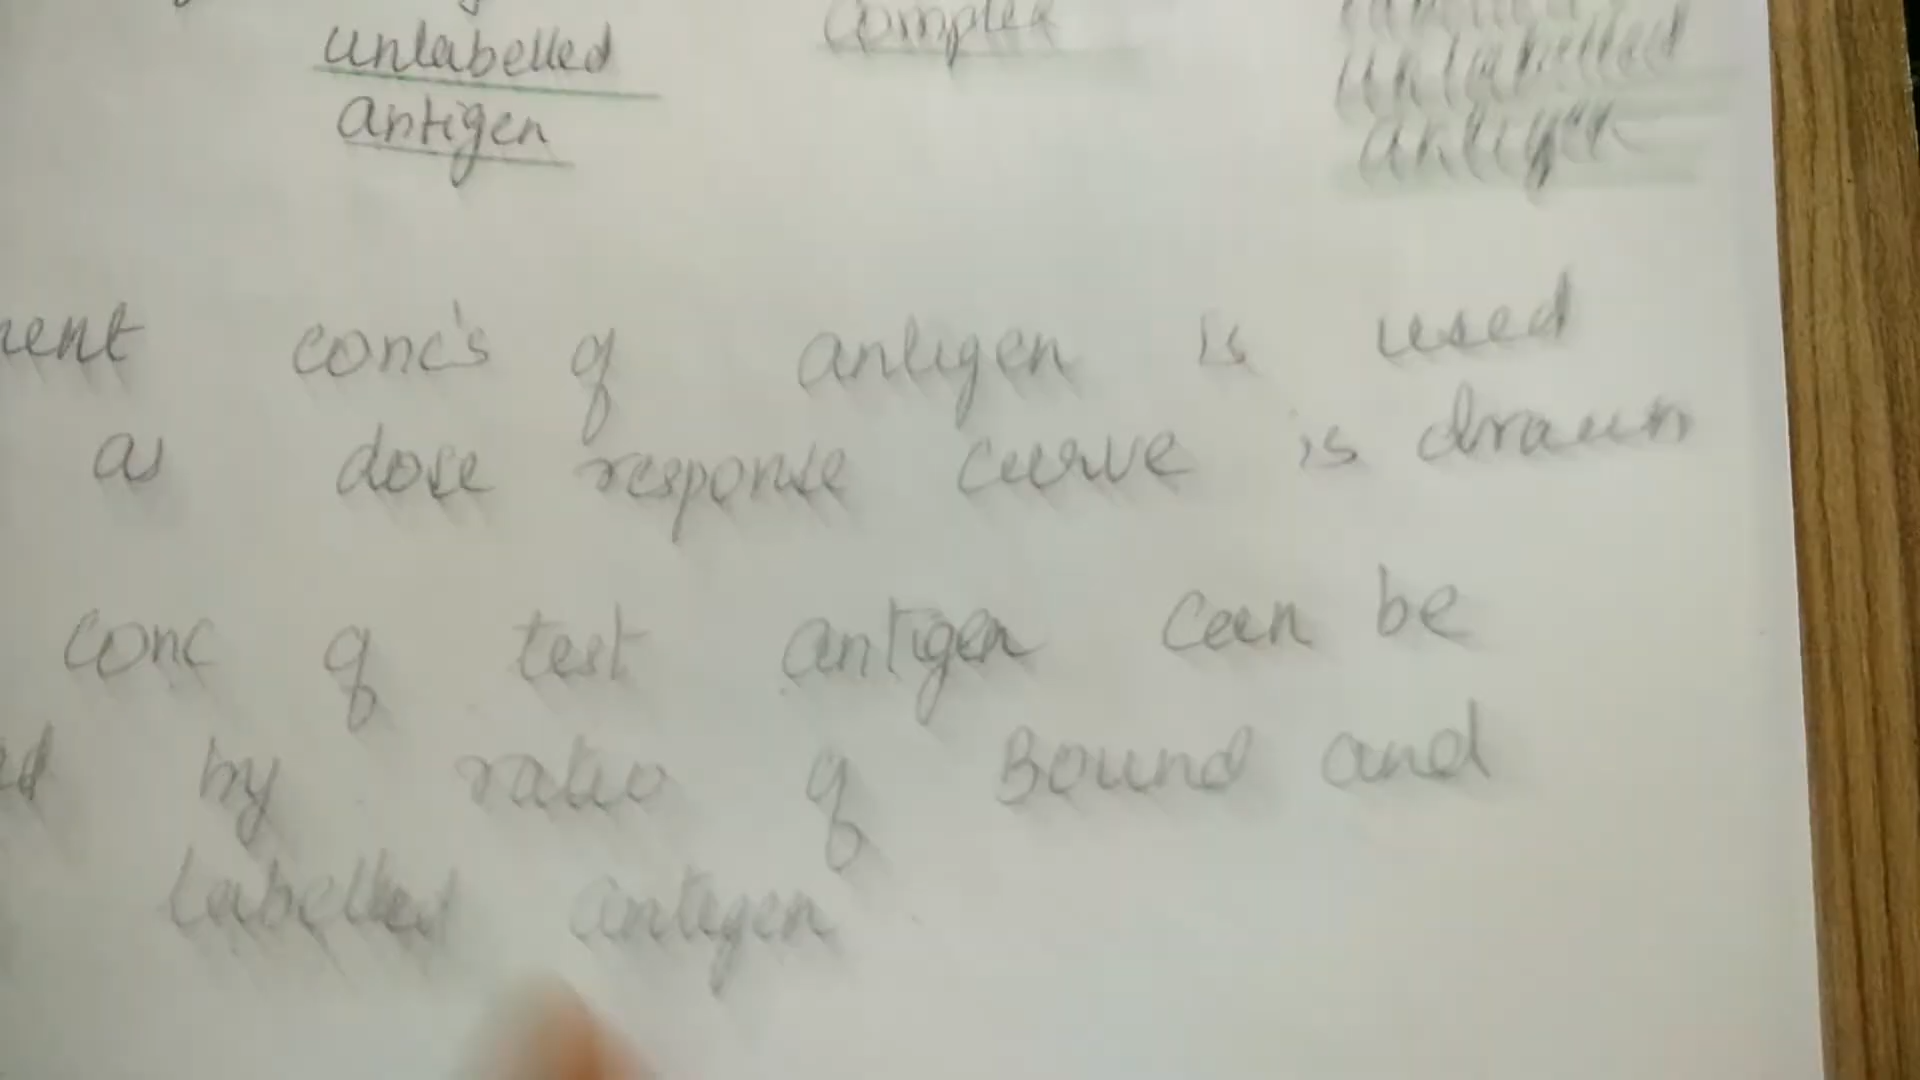 unlabelled complex unlabelled
antigen antigen
conc's of antigen is used
as dose response curve is drawn
conc of test antigen can be
by ratio of Bound and
labelled antigen